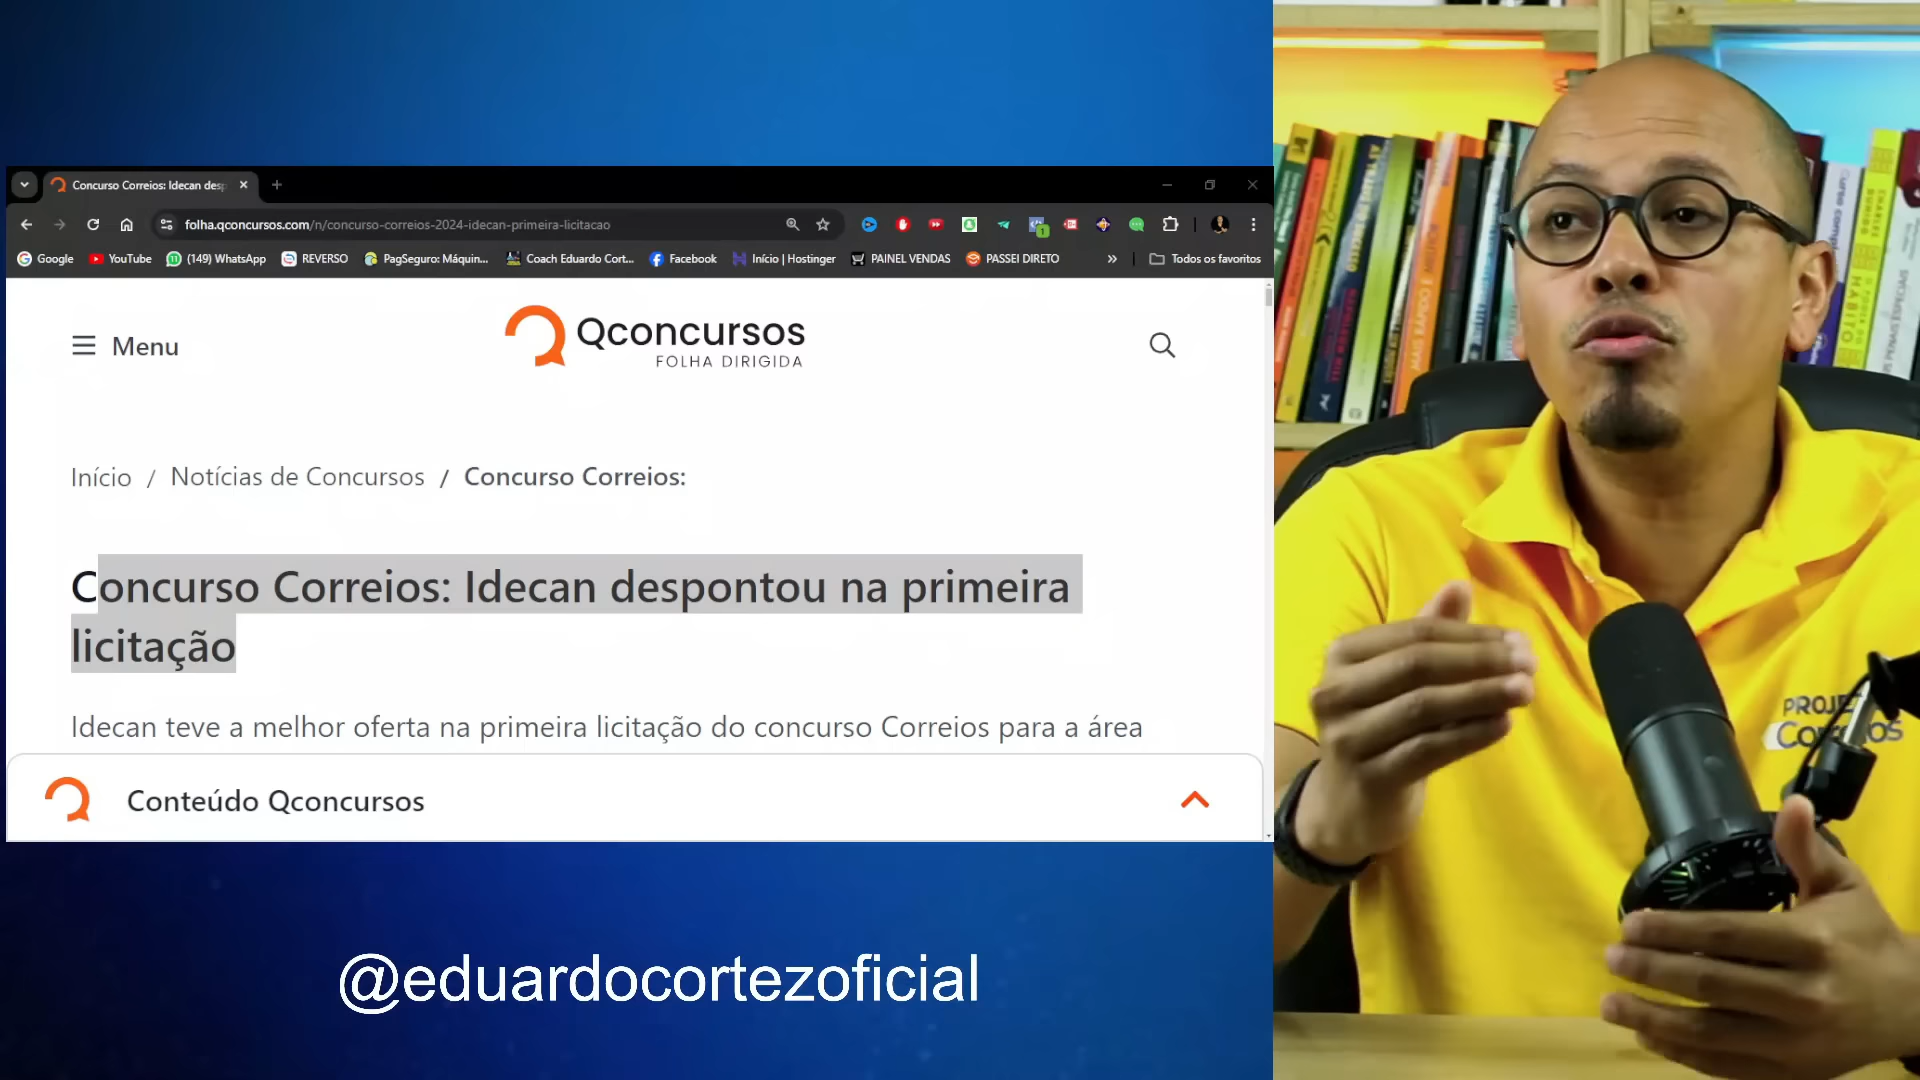 Concurso Correios: Idecan desp
folha.qconcursos.com/n/concurso-correios-2024-idecan-primeira-licitacao
Google
YouTube
(149) WhatsApp
REVERSO
PagSeguro: Máquin...
Coach Eduardo Cort...
Facebook
Início | Hostinger
PAINEL VENDAS
PASSEI DIRETO
»
Todos os favoritos
Menu
Qconcursos
FOLHA DIRIGIDA
Início / Notícias de Concursos / Concurso Correios:
Concurso Correios: Idecan despontou na primeira
licitação
Idecan teve a melhor oferta na primeira licitação do concurso Correios para a área
Conteúdo Qconcursos
@eduardocortezoficial